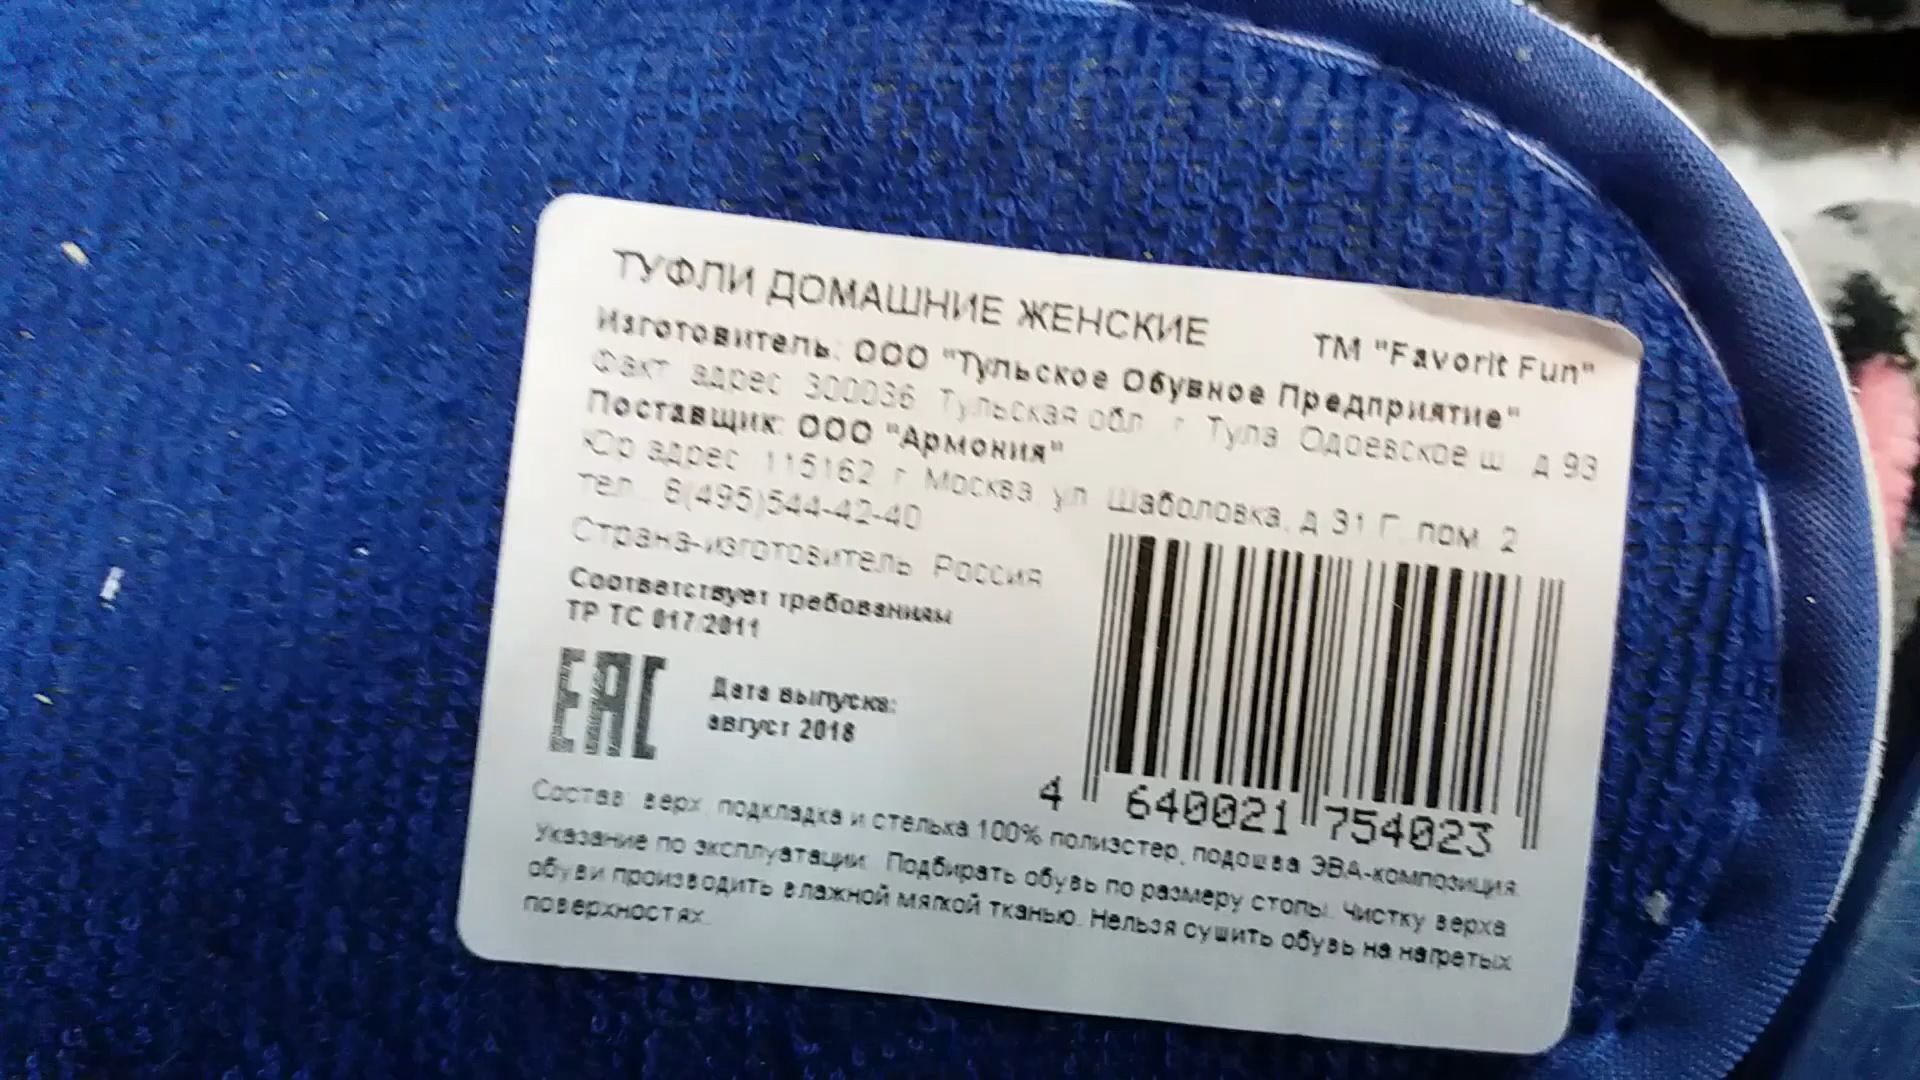 ТУФЛИ ДОМАШНИЕ ЖЕНСКИЕ ТМ "Favorit Fun"
Изготовитель: ООО "Тульское Обувное Предприятие"
Факт. адрес: 300036, Тульская обл., г. Тула, Одоевское ш., д.93
Поставщик: ООО "Армония"
Юр.адрес: 115162, г. Москва, ул. Шаболовка, д.31 Г, пом. 2
тел.: 8(495)544-42-40
Страна-изготовитель: Россия
Соответствует требованиям
ТР ТС 017/2011
ЕАС
Дата выпуска:
август 2018
4 640021 754023
Состав: верх, подкладка и стелька 100% полиэстер, подошва ЭВА-композиция.
Указание по эксплуатации: Подбирать обувь по размеру стопы. Чистку верха
обуви производить влажной мягкой тканью. Нельзя сушить обувь на нагретых
поверхностях.